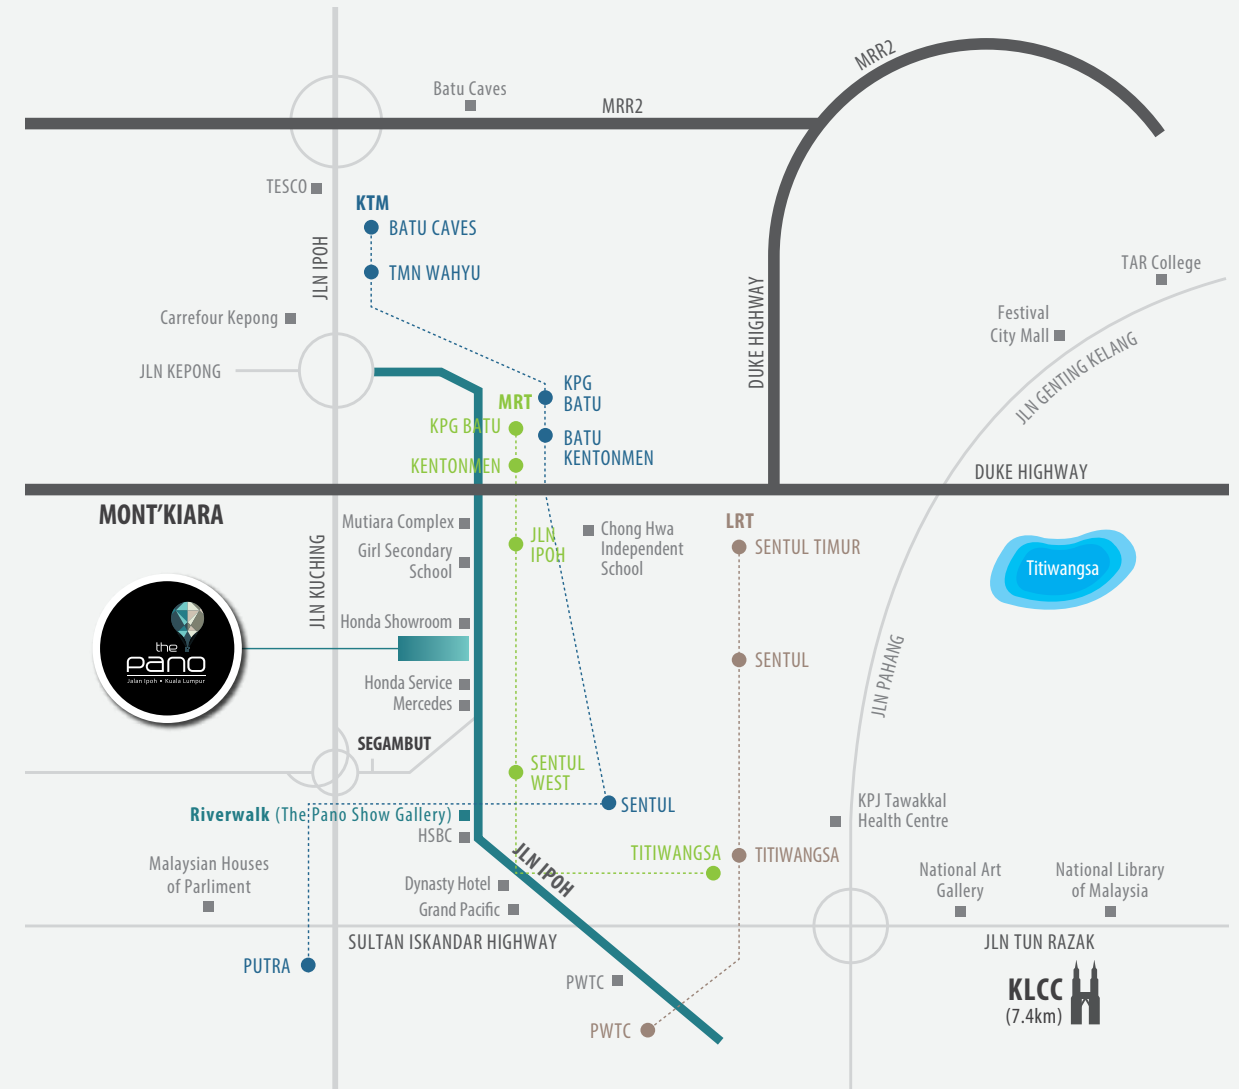 MRR2
Batu Caves
MRR2
TESCO
KTM
BATU CAVES
JLN IPOH
TMN WAHYU
TAR College
Carrefour Kepong
Festival
City Mall
DUKE HIGHWAY
JLN GENTING KELANG
JLN KEPONG
KPG
BATU
MRT
KPG BATU
BATU
KENTONMEN
KENTONMEN
DUKE HIGHWAY
MONT'KIARA
Mutiara Complex
JLN
IPOH
Chong Hwa
Independent
School
LRT
SENTUL TIMUR
Girl Secondary
School
JLN KUCHING
Titiwangsa
Honda Showroom
the
pano
Jalan Ipoh • Kuala Lumpur
SENTUL
JLN PAHANG
Honda Service
Mercedes
SEGAMBUT
SENTUL
WEST
SENTUL
Riverwalk (The Pano Show Gallery)
HSBC
KPJ Tawakkal
Health Centre
JLN IPOH
TITIWANGSA
TITIWANGSA
Malaysian Houses
of Parliment
Dynasty Hotel
Grand Pacific
National Art
Gallery
National Library
of Malaysia
SULTAN ISKANDAR HIGHWAY
JLN TUN RAZAK
PUTRA
PWTC
KLCC
(7.4km)
PWTC